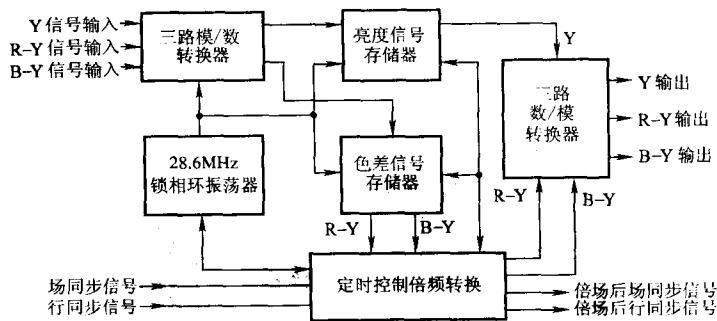 Y信号输入
R-Y信号输入
B-Y信号输入
三路模/数
转换器
亮度信号
存储器
Y
三路
数/模
转换器
Y输出
R-Y输出
B-Y输出
28.6MHz
锁相环振荡器
色差信号
存储器
R-Y
B-Y
R-Y
B-Y
场同步信号
行同步信号
定时控制倍频转换
倍场后场同步信号
倍场后行同步信号